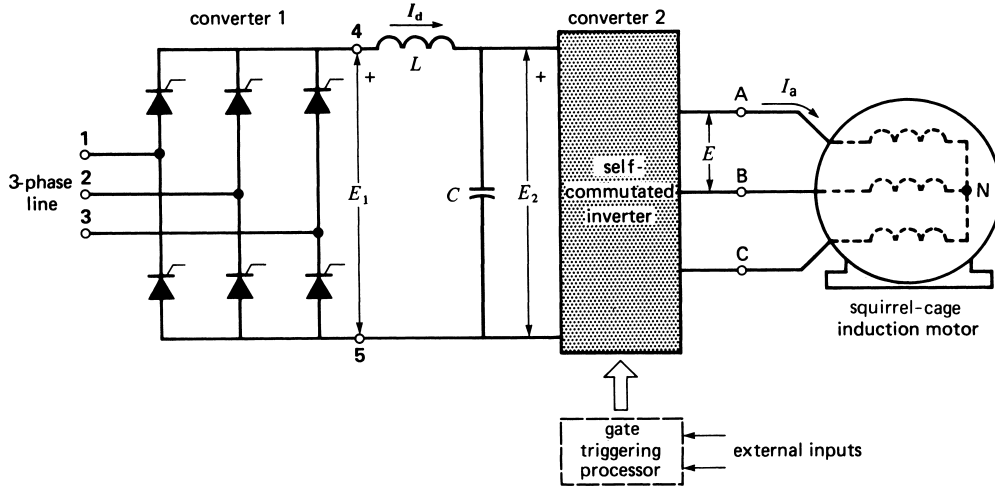 converter 1
converter 2
I_d
4
L
+
+
A
I_a
1
3-phase
line
2
3
E_1
C
E_2
self-
commutated
inverter
E
B
N
C
5
squirrel-cage
induction motor
gate
triggering
processor
external inputs